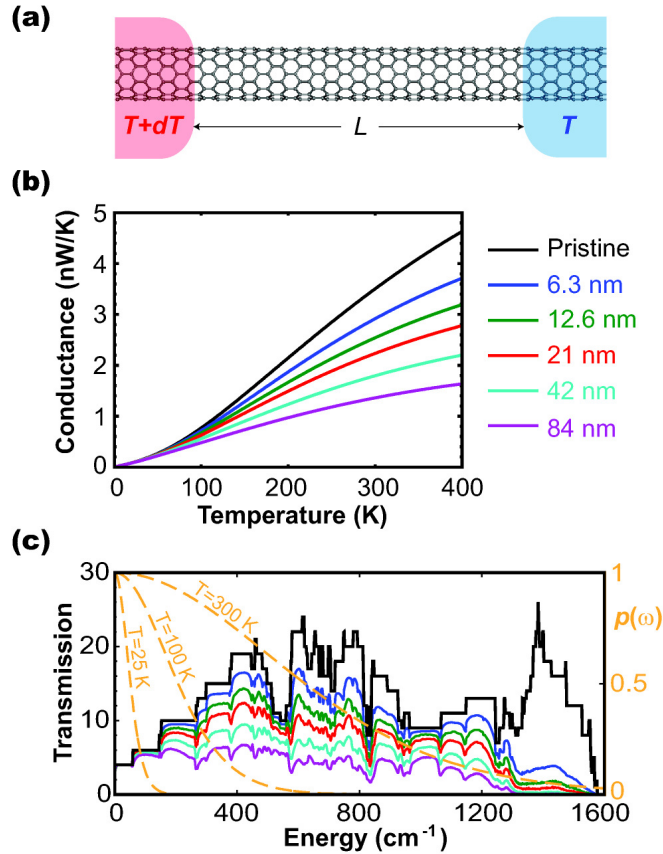 (a)
T+dT
L
T
(b)
Conductance (nW/K)
5
4
3
2
1
0
0 100 200 300 400
Temperature (K)
Pristine
6.3 nm
12.6 nm
21 nm
42 nm
84 nm
(c)
Transmission
30
20
10
0
T=25 K
T=100 K
T=300 K
1
p(ω)
0.5
0
0 400 800 1200 1600
Energy (cm⁻¹)